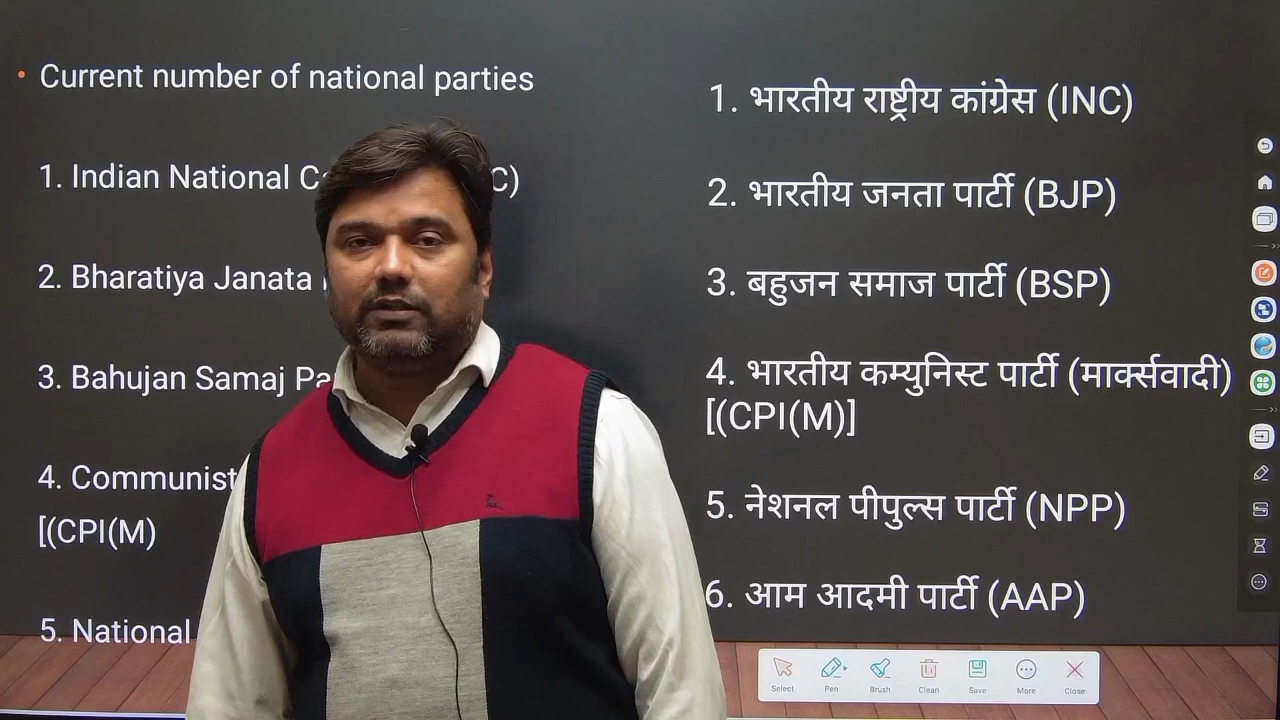 • Current number of national parties
1. Indian National C
C)
2. Bharatiya Janata
3. Bahujan Samaj Pa
4. Communist
[(CPI(M)
5. National
1. भारतीय राष्ट्रीय कांग्रेस (INC)
2. भारतीय जनता पार्टी (BJP)
3. बहुजन समाज पार्टी (BSP)
4. भारतीय कम्युनिस्ट पार्टी (मार्क्सवादी)
[(CPI(M)]
5. नेशनल पीपुल्स पार्टी (NPP)
6. आम आदमी पार्टी (AAP)
Select Pen Brush Clean Save More Close